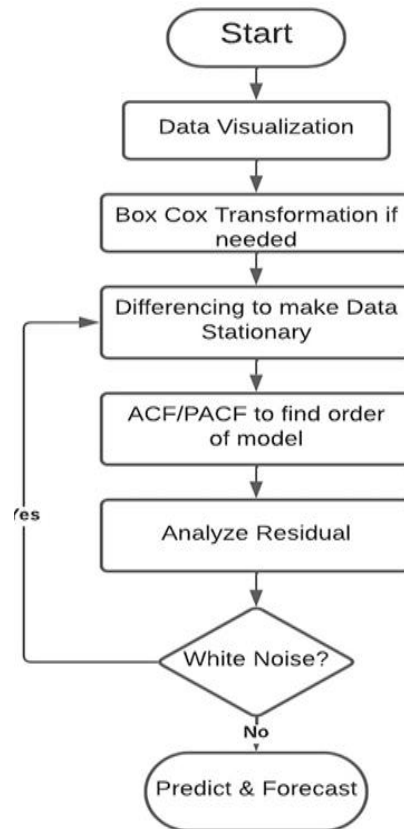 Start
Data Visualization
Box Cox Transformation if
needed
Differencing to make Data
Stationary
ACF/PACF to find order
of model
Analyze Residual
Yes
White Noise?
No
Predict & Forecast